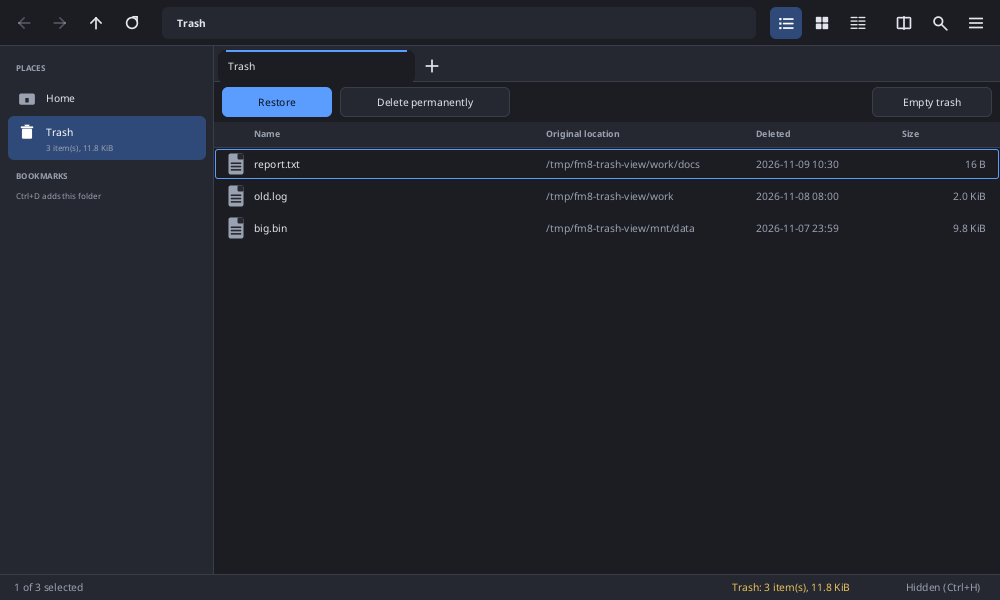 Trash
PLACES
Home
Trash
3 item(s), 11.8 KiB
BOOKMARKS
Ctrl+D adds this folder
Trash
Restore
Delete permanently
Empty trash
Name Original location Deleted Size
report.txt /tmp/fm8-trash-view/work/docs 2026-11-09 10:30 16 B
old.log /tmp/fm8-trash-view/work 2026-11-08 08:00 2.0 KiB
big.bin /tmp/fm8-trash-view/mnt/data 2026-11-07 23:59 9.8 KiB
1 of 3 selected
Trash: 3 item(s), 11.8 KiB
Hidden (Ctrl+H)